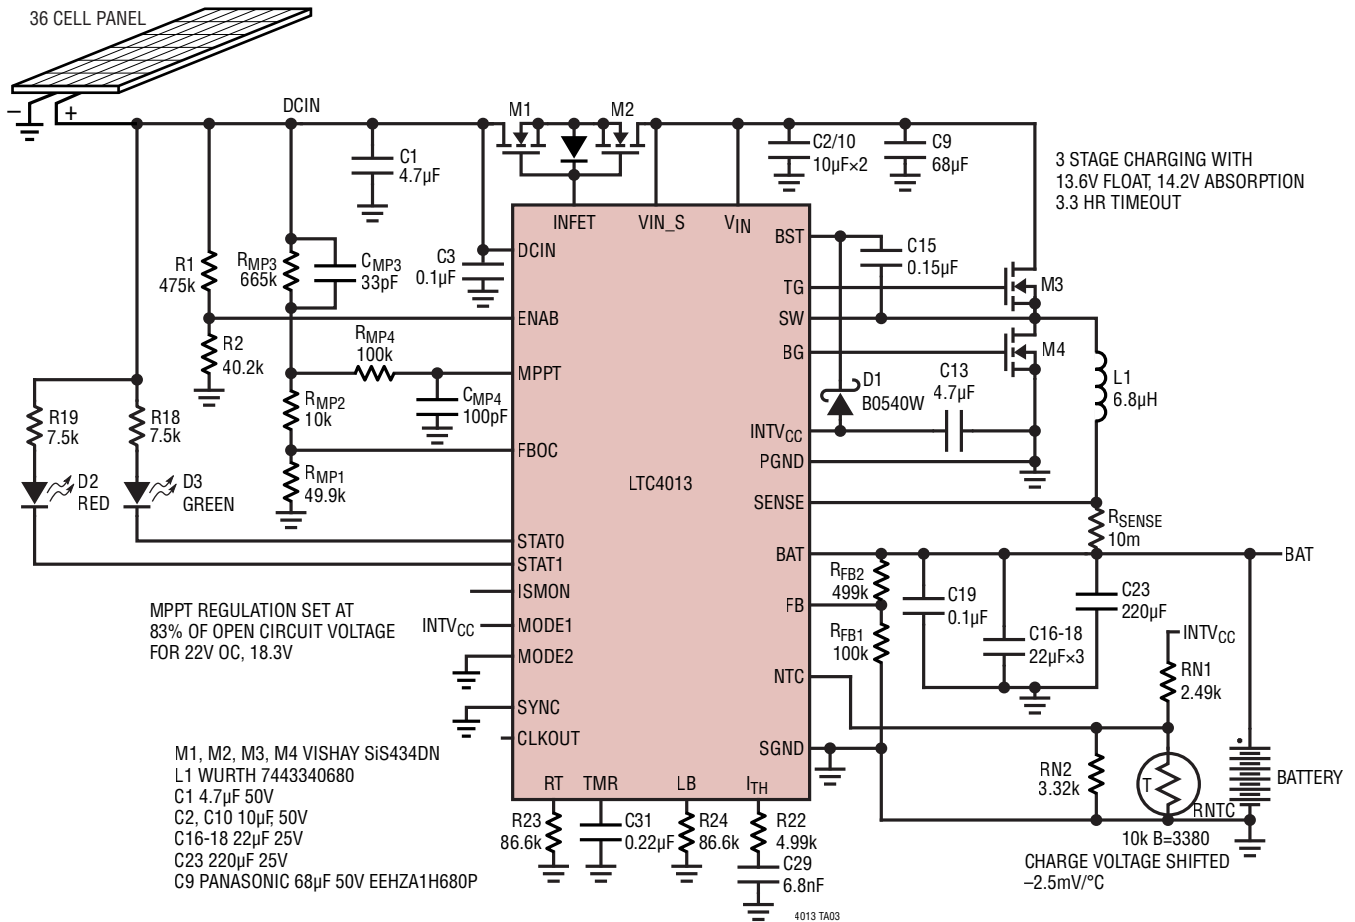 36 CELL PANEL
−
+
DCIN
M1
M2
C1
4.7µF
C2/10
10µF×2
C9
68µF
3 STAGE CHARGING WITH
13.6V FLOAT, 14.2V ABSORPTION
3.3 HR TIMEOUT
INFET
VIN_S
VIN
BST
C15
0.15µF
DCIN
C3
0.1µF
R1
475k
RMP3
665k
CMP3
33pF
TG
M3
ENAB
SW
R2
40.2k
RMP4
100k
BG
M4
MPPT
D1
B0540W
C13
4.7µF
L1
6.8µH
R19
7.5k
R18
7.5k
RMP2
10k
CMP4
100pF
INTVCC
FBOC
PGND
D2
RED
D3
GREEN
RMP1
49.9k
LTC4013
SENSE
RSENSE
10m
STAT0
STAT1
BAT
BAT
ISMON
RFB2
499k
C19
0.1µF
C23
220µF
MPPT REGULATION SET AT
83% OF OPEN CIRCUIT VOLTAGE
FOR 22V OC, 18.3V
FB
INTVCC
MODE1
RFB1
100k
C16-18
22µF×3
INTVCC
MODE2
NTC
RN1
2.49k
SYNC
CLKOUT
SGND
M1, M2, M3, M4 VISHAY SiS434DN
L1 WURTH 7443340680
C1 4.7µF 50V
C2, C10 10µF, 50V
C16-18 22µF 25V
C23 220µF 25V
C9 PANASONIC 68µF 50V EEHZA1H680P
RN2
3.32k
T
RNTC
BATTERY
RT
TMR
LB
ITH
R23
86.6k
C31
0.22µF
R24
86.6k
R22
4.99k
10k B=3380
CHARGE VOLTAGE SHIFTED
–2.5mV/°C
C29
6.8nF
4013 TA03